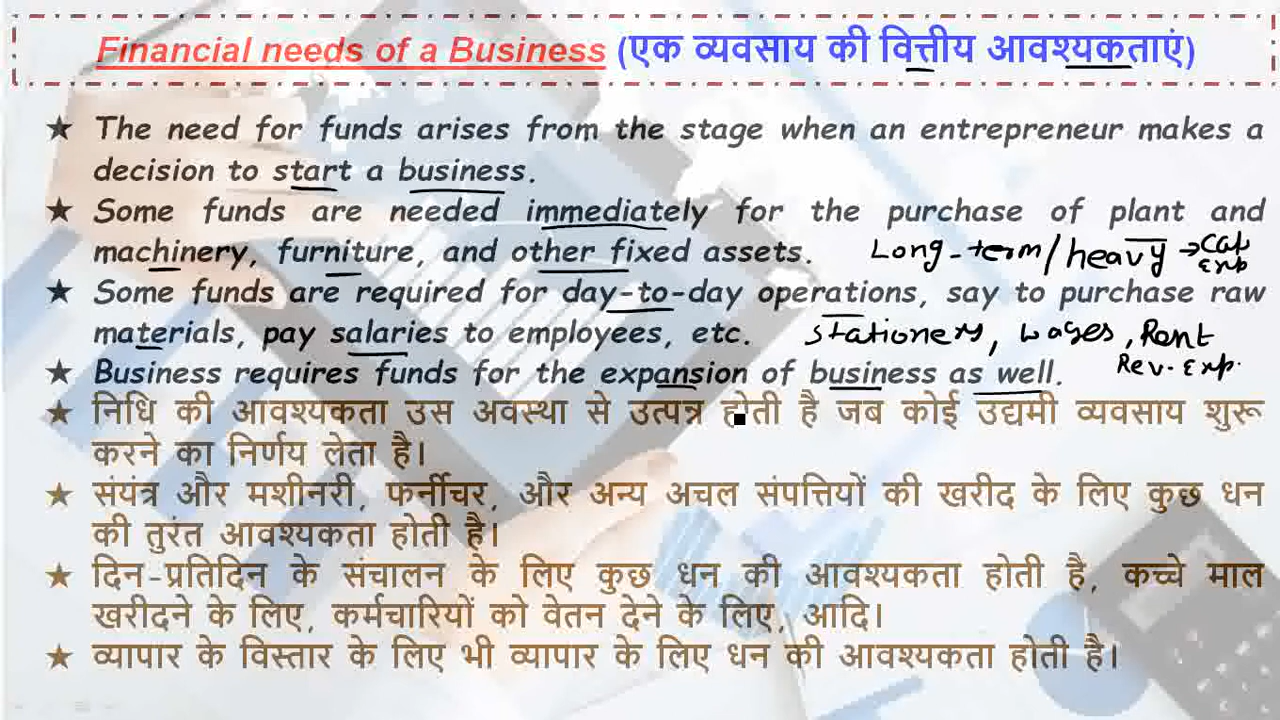 Financial needs of a Business (एक व्यवसाय की वित्तीय आवश्यकताएं)
★ The need for funds arises from the stage when an entrepreneur makes a
decision to start a business.
★ Some funds are needed immediately for the purchase of plant and
machinery, furniture, and other fixed assets. Long-term/heavy → Cap Exp
★ Some funds are required for day-to-day operations, say to purchase raw
materials, pay salaries to employees, etc. Stationers, wages, Rent
★ Business requires funds for the expansion of business as well. Rev. Exp.
★ निधि की आवश्यकता उस अवस्था से उत्पन्न होती है जब कोई उद्यमी व्यवसाय शुरू
करने का निर्णय लेता है।
★ संयंत्र और मशीनरी, फर्नीचर, और अन्य अचल संपत्तियों की खरीद के लिए कुछ धन
की तुरंत आवश्यकता होती है।
★ दिन-प्रतिदिन के संचालन के लिए कुछ धन की आवश्यकता होती है, कच्चे माल
खरीदने के लिए, कर्मचारियों को वेतन देने के लिए, आदि।
★ व्यापार के विस्तार के लिए भी व्यापार के लिए धन की आवश्यकता होती है।